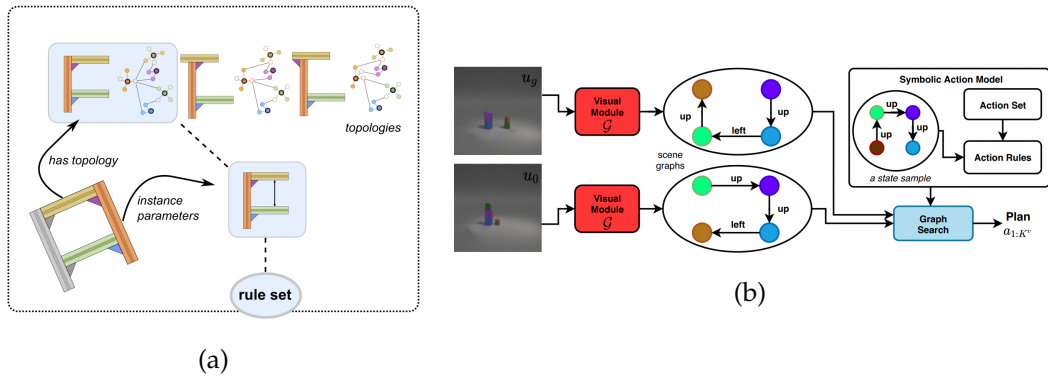 topologies
has topology
instance
parameters
rule set
(a)
u_g
Visual
Module
𝒢
up
up
left
scene
graphs
u_0
Visual
Module
𝒢
up
up
left
Symbolic Action Model
up
up
up
a state sample
Action Set
Action Rules
Graph
Search
Plan
a_{1:K^v}
(b)